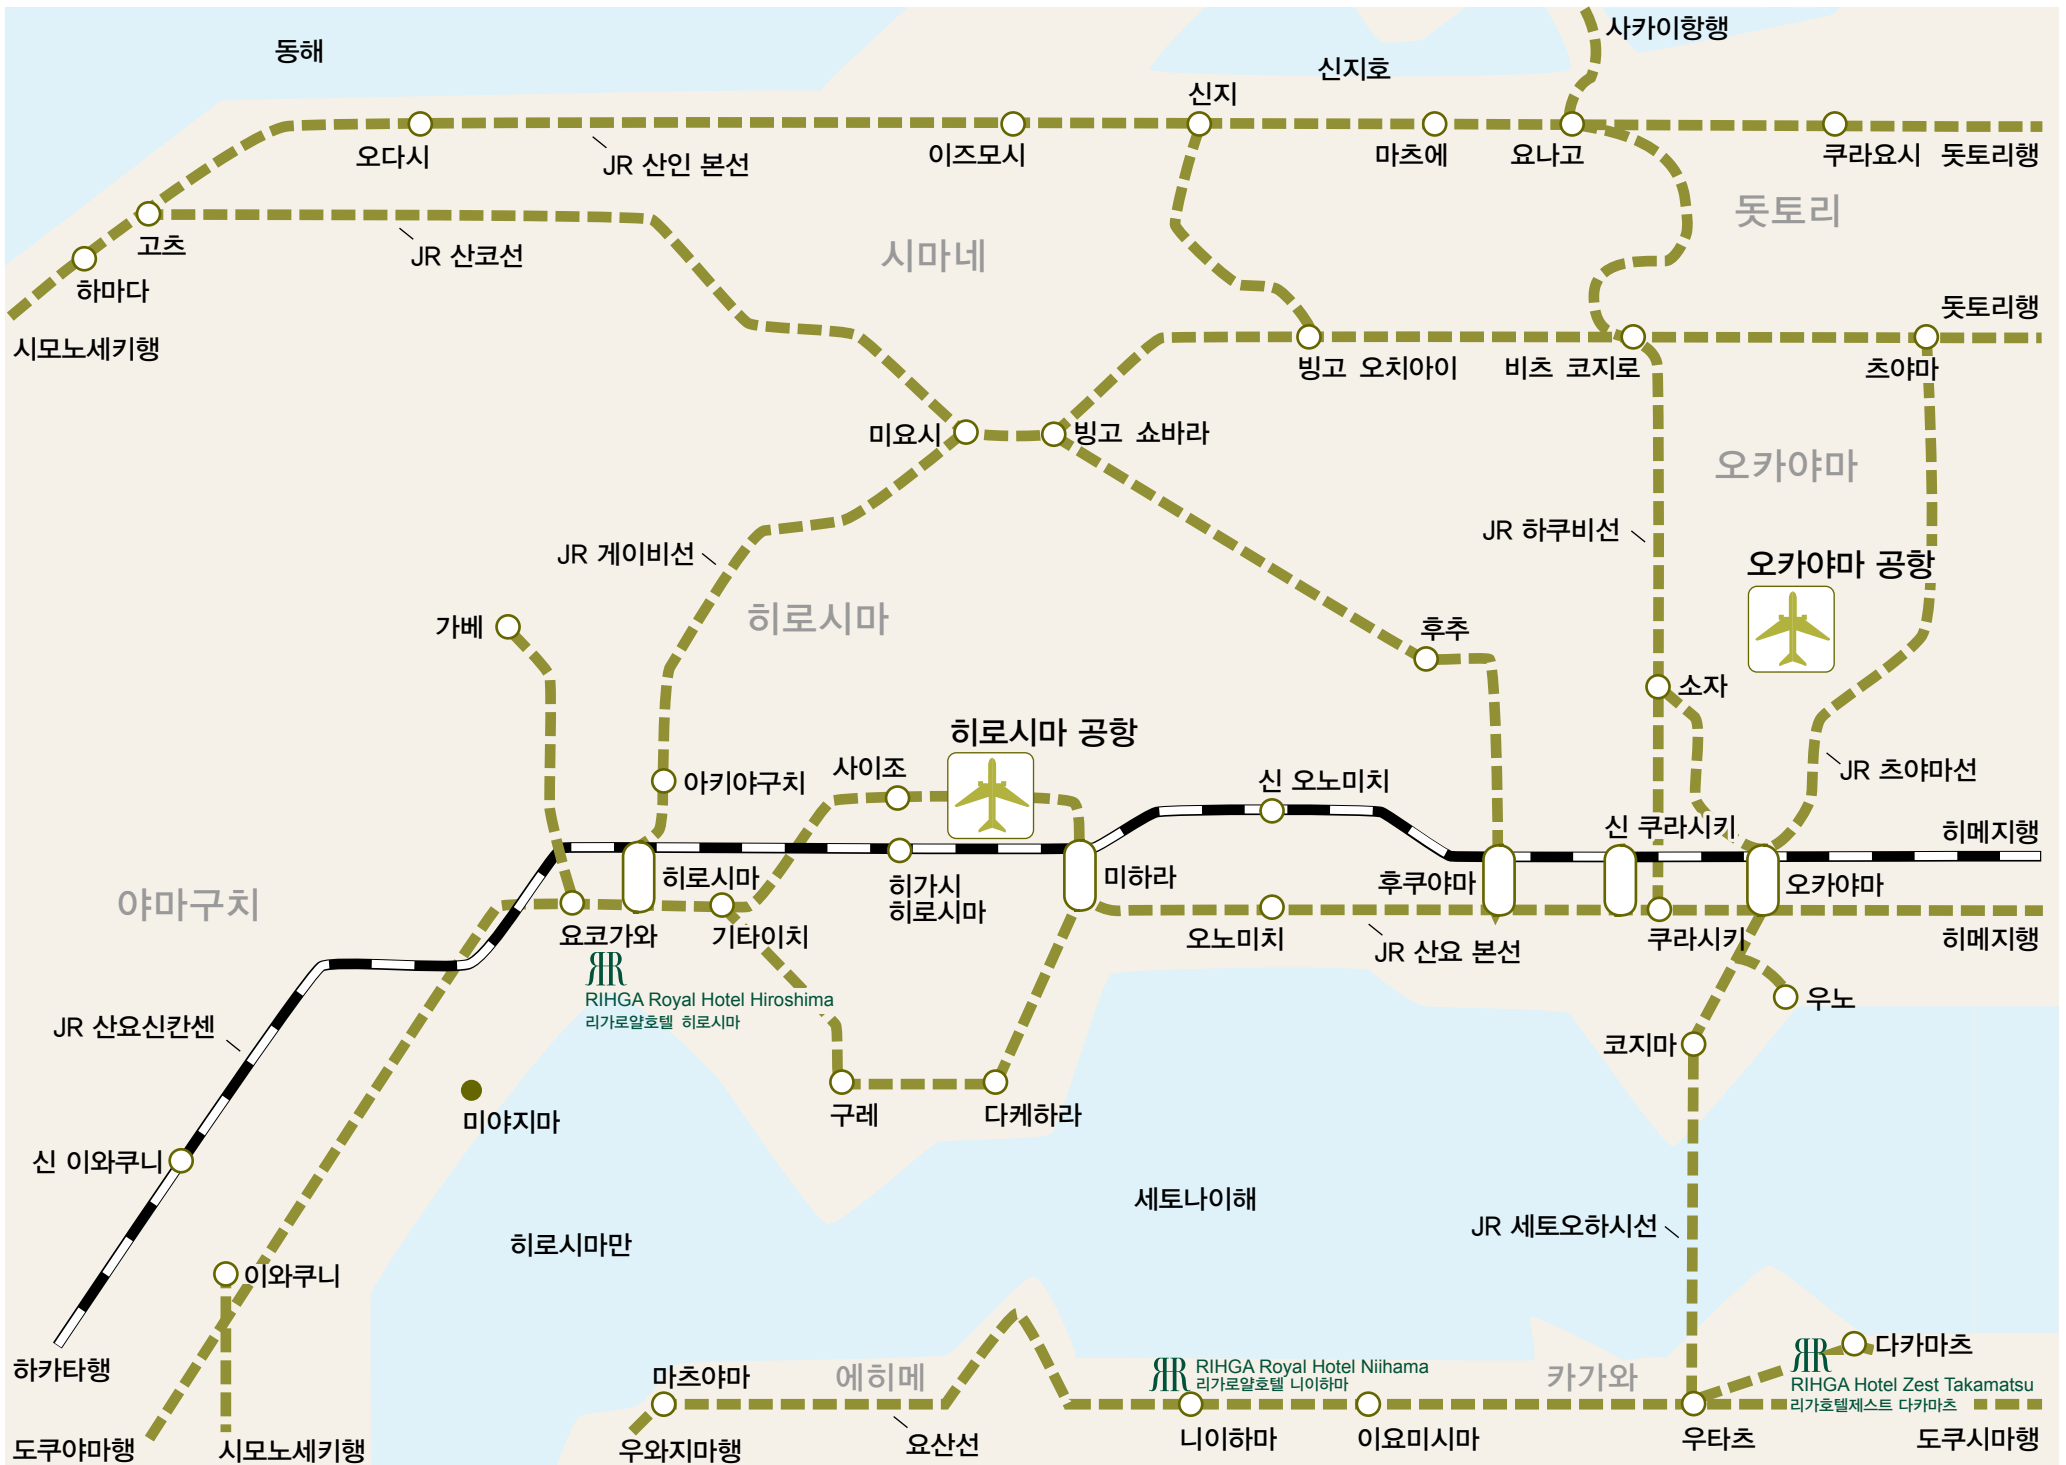 동해
사카이항행
신지호
신지
오다시
JR 산인 본선
이즈모시
마츠에
요나고
쿠라요시
돗토리행
돗토리
고츠
JR 산코선
시마네
하마다
시모노세키행
돗토리행
빙고 오치아이
비츠 코지로
츠야마
미요시
빙고 쇼바라
오카야마
JR 게이비선
JR 하쿠비선
오카야마 공항
히로시마
가베
후추
소자
히로시마 공항
아키야구치
사이조
신 오노미치
JR 츠야마선
신 쿠라시키
히메지행
히로시마
히가시
히로시마
미하라
후쿠야마
오카야마
야마구치
요코가와
기타이치
오노미치
JR 산요 본선
쿠라시키
히메지행
RIHGA Royal Hotel Hiroshima
리가로얄호텔 히로시마
우노
JR 산요신칸센
코지마
미야지마
구레
다케하라
신 이와쿠니
세토나이해
JR 세토오하시선
히로시마만
이와쿠니
하카타행
마츠야마
에히메
RIHGA Royal Hotel Niihama
리가로얄호텔 니이하마
카가와
다카마츠
RIHGA Hotel Zest Takamatsu
리가호텔제스트 다카마츠
도쿠야마행
시모노세키행
우와지마행
요산선
니이하마
이요미시마
우타츠
도쿠시마행